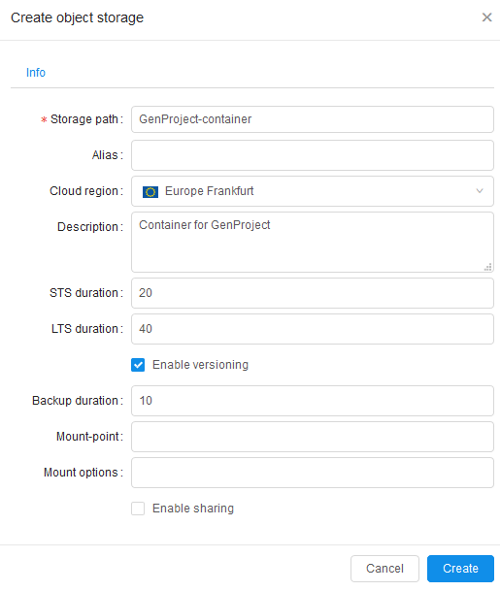 Create object storage
Info
* Storage path: GenProject-container
Alias:
Cloud region: Europe Frankfurt
Description: Container for GenProject
STS duration: 20
LTS duration: 40
Enable versioning
Backup duration: 10
Mount-point:
Mount options:
Enable sharing
Cancel Create